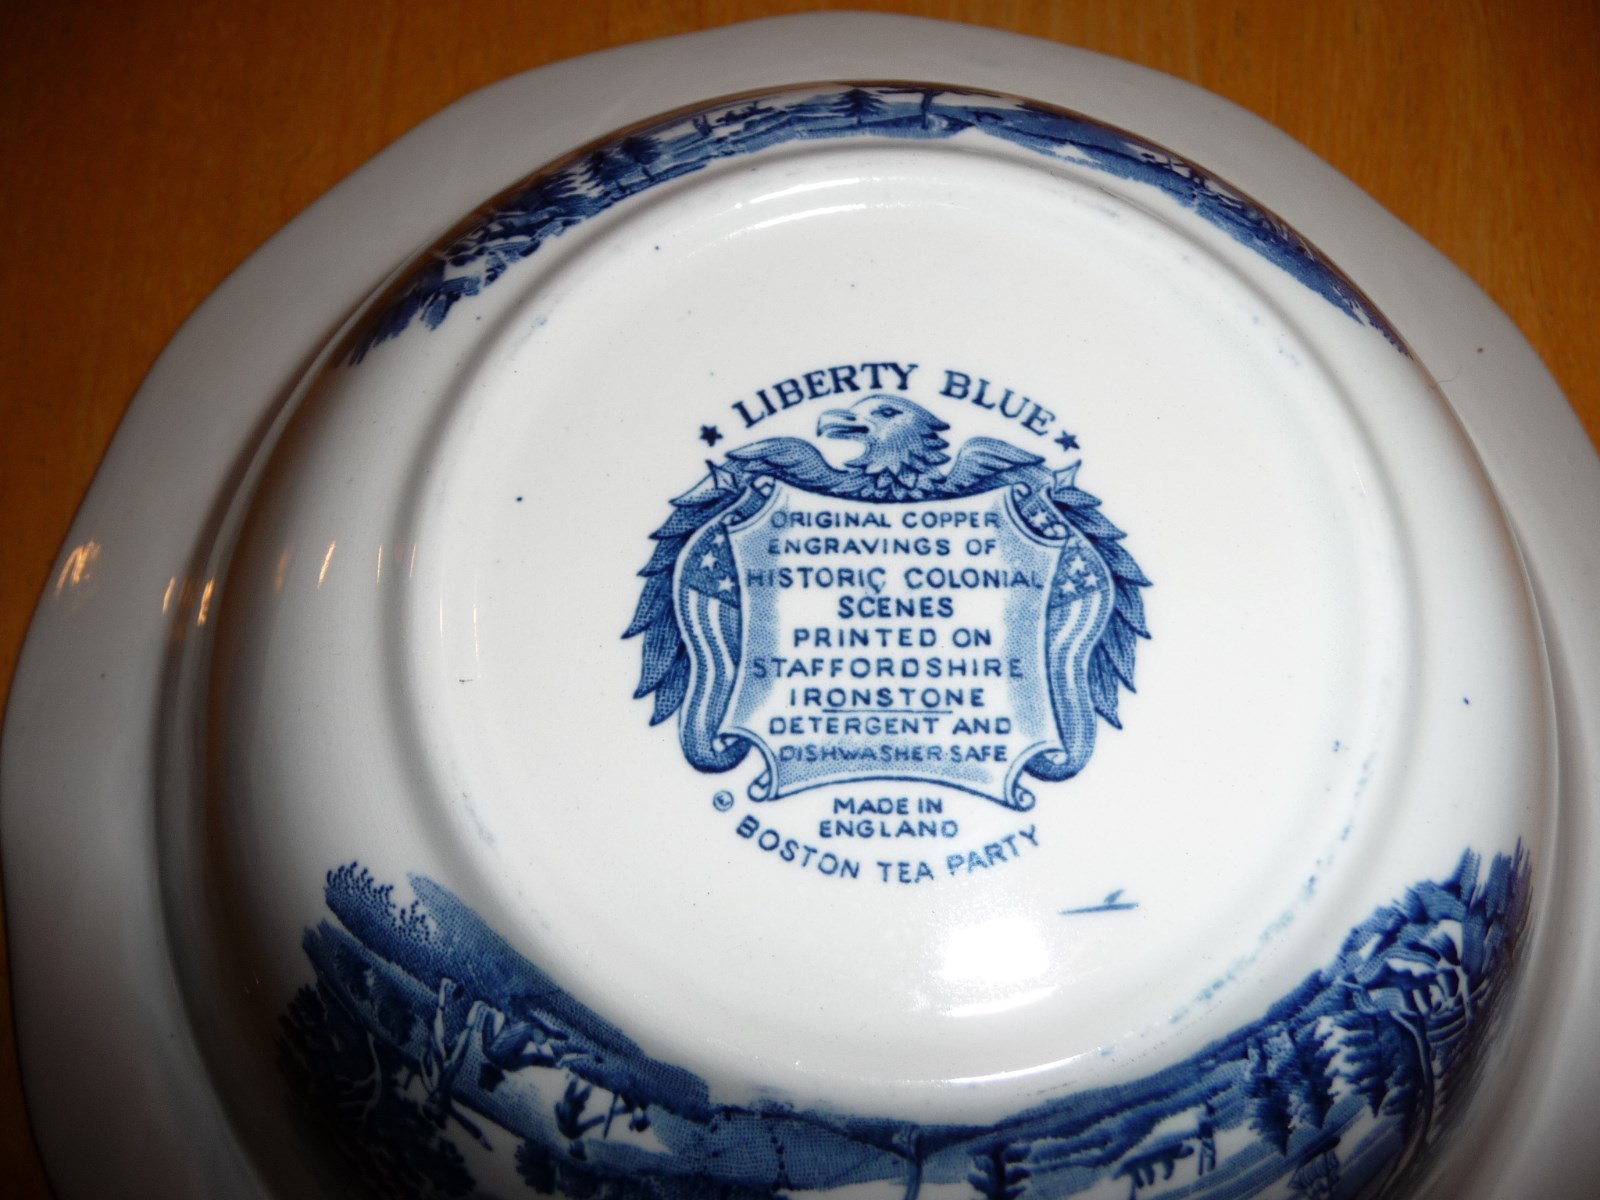 ★ LIBERTY BLUE ★
ORIGINAL COPPER
ENGRAVINGS OF
HISTORIC COLONIAL
SCENES
PRINTED ON
STAFFORDSHIRE
IRONSTONE
DETERGENT AND
DISHWASHER SAFE
MADE IN
ENGLAND
BOSTON TEA PARTY